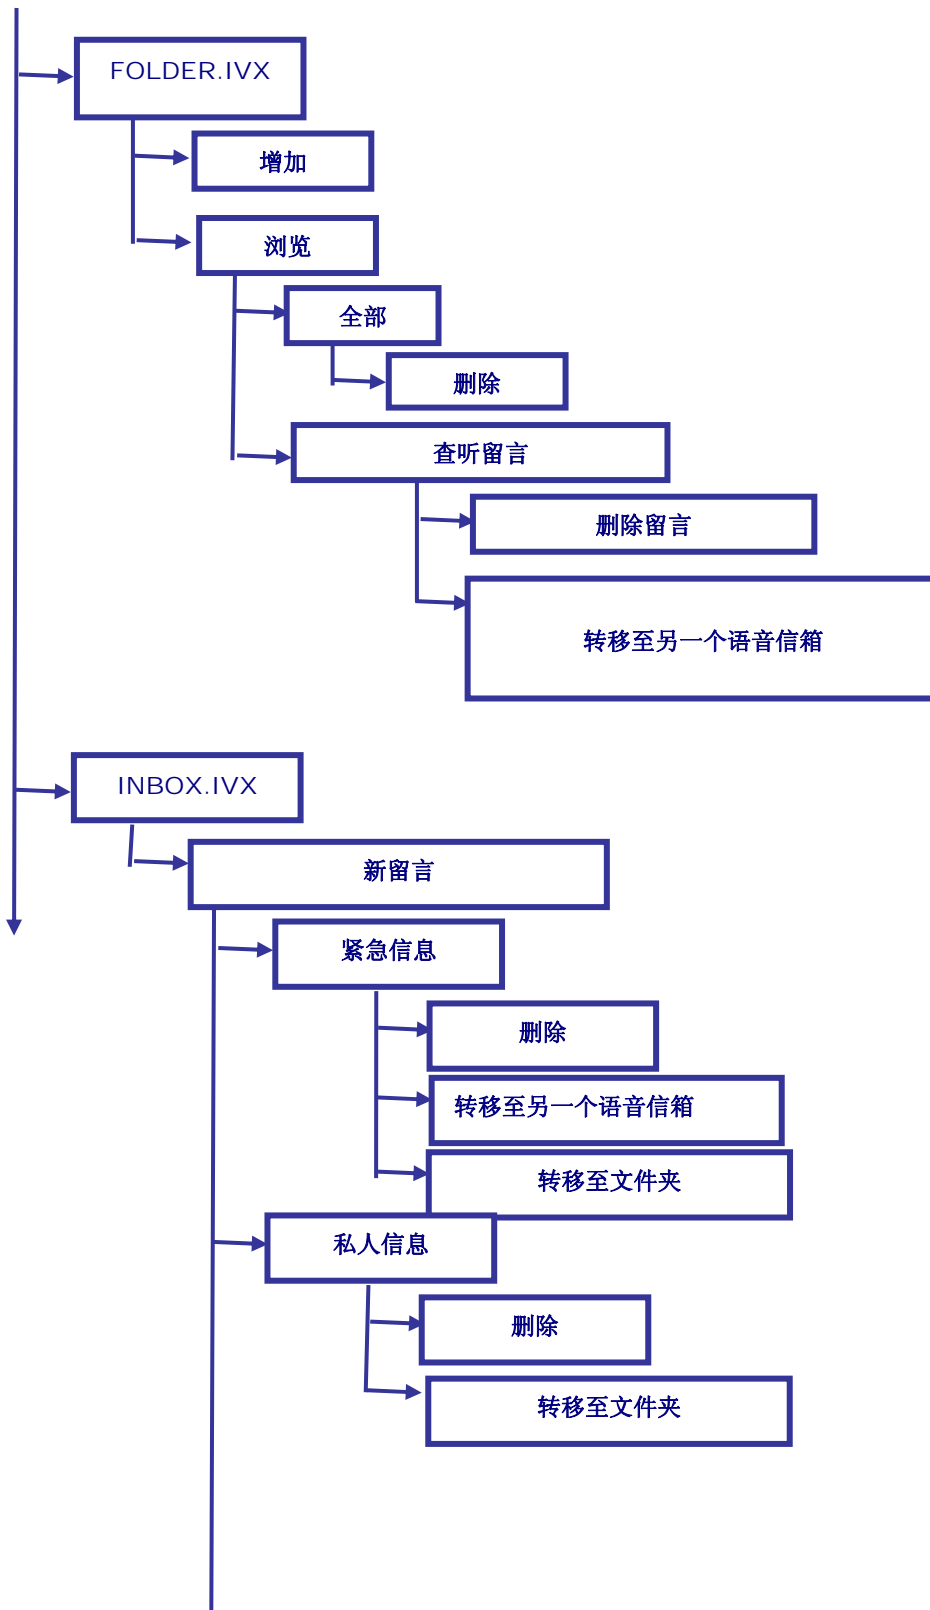 FOLDER.IVX
增加
浏览
全部
删除
查听留言
删除留言
转移至另一个语音信箱
INBOX.IVX
新留言
紧急信息
删除
转移至另一个语音信箱
转移至文件夹
私人信息
删除
转移至文件夹